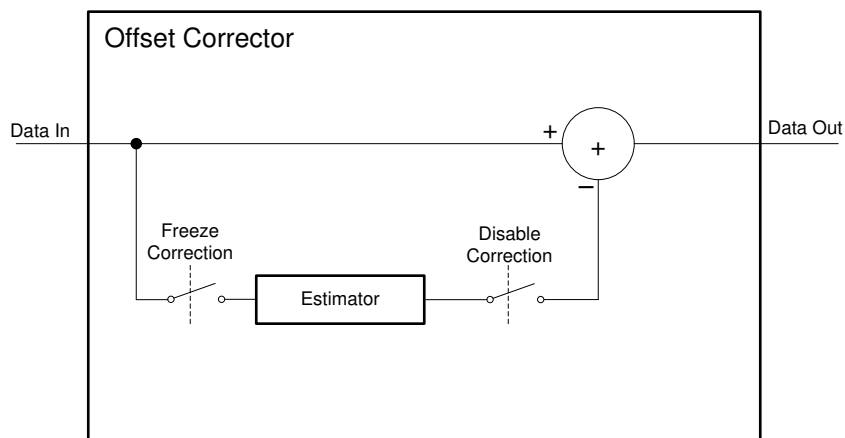 Offset Corrector
Data In
+
+
Data Out
−
Freeze
Correction
Disable
Correction
Estimator